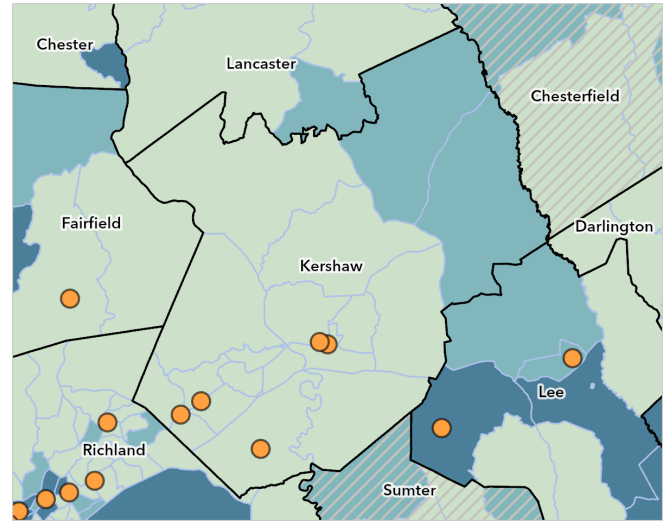 Chester
Lancaster
Chesterfield
Fairfield
Darlington
Kershaw
Lee
Richland
Sumter